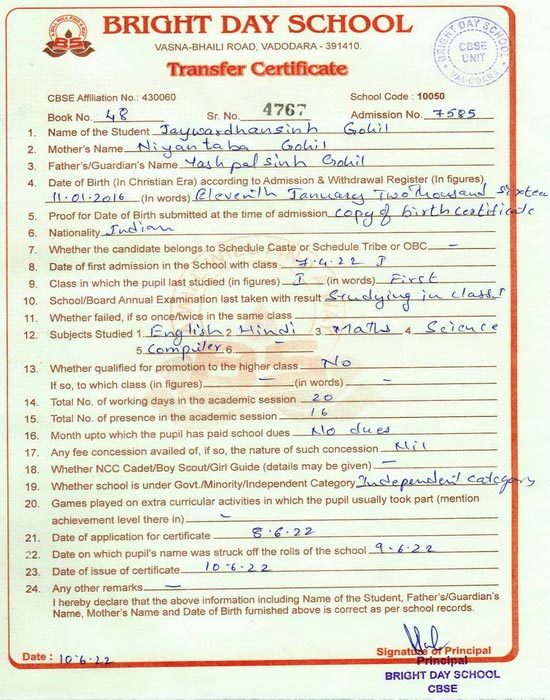 BRIGHT DAY SCHOOL
VASNA-BHAILI ROAD, VADODARA - 391410.
BRIGHT DAY SCHOOL
CBSE
UNIT
VADODARA
Transfer Certificate
CBSE Affiliation No.: 430060 School Code : 10050
Book No. 48 Sr. No. 4767 Admission No. 7585
1. Name of the Student Jaywardhansinh Gohil
2. Mother's Name Niyantaba Gohil
3. Father's/Guardian's Name Yashpalsinh Gohil
4. Date of Birth (in Christian Era) according to Admission & Withdrawal Register (In figures)
11.01.2016 (In words) Eleventh January Two thousand sixteen
5. Proof for Date of Birth submitted at the time of admission copy of birth certificate
6. Nationality Indian
7. Whether the candidate belongs to Schedule Caste or Schedule Tribe or OBC —
8. Date of first admission in the School with class 7.4.22 I
9. Class in which the pupil last studied (in figures) I (in words) First
10. School/Board Annual Examination last taken with result Studying in class I
11. Whether failed, if so once/twice in the same class
12. Subjects Studied 1. English 2. Hindi 3. Maths 4. Science
5. Computer 6. —
13. Whether qualified for promotion to the higher class No
If so, to which class (in figures) — (in words) —
14. Total No. of working days in the academic session 20
15. Total No. of presence in the academic session 16
16. Month upto which the pupil has paid school dues No dues
17. Any fee concession availed of, if so, the nature of such concession Nil
18. Whether NCC Cadet/Boy Scout/Girl Guide (details may be given) —
19. Whether school is under Govt./Minority/Independent Category Independent category
20. Games played on extra curricular activities in which the pupil usually took part (mention
achievement level there in) -
21. Date of application for certificate 8.6.22
22. Date on which pupil's name was struck off the rolls of the school 9.6.22
23. Date of issue of certificate 10.6.22
24. Any other remarks —
I hereby declare that the above information including Name of the Student, Father's/Guardian's
Name, Mother's Name and Date of Birth furnished above is correct as per school records.
Date : 10.6.22 Signature of Principal
Principal
BRIGHT DAY SCHOOL
CBSE